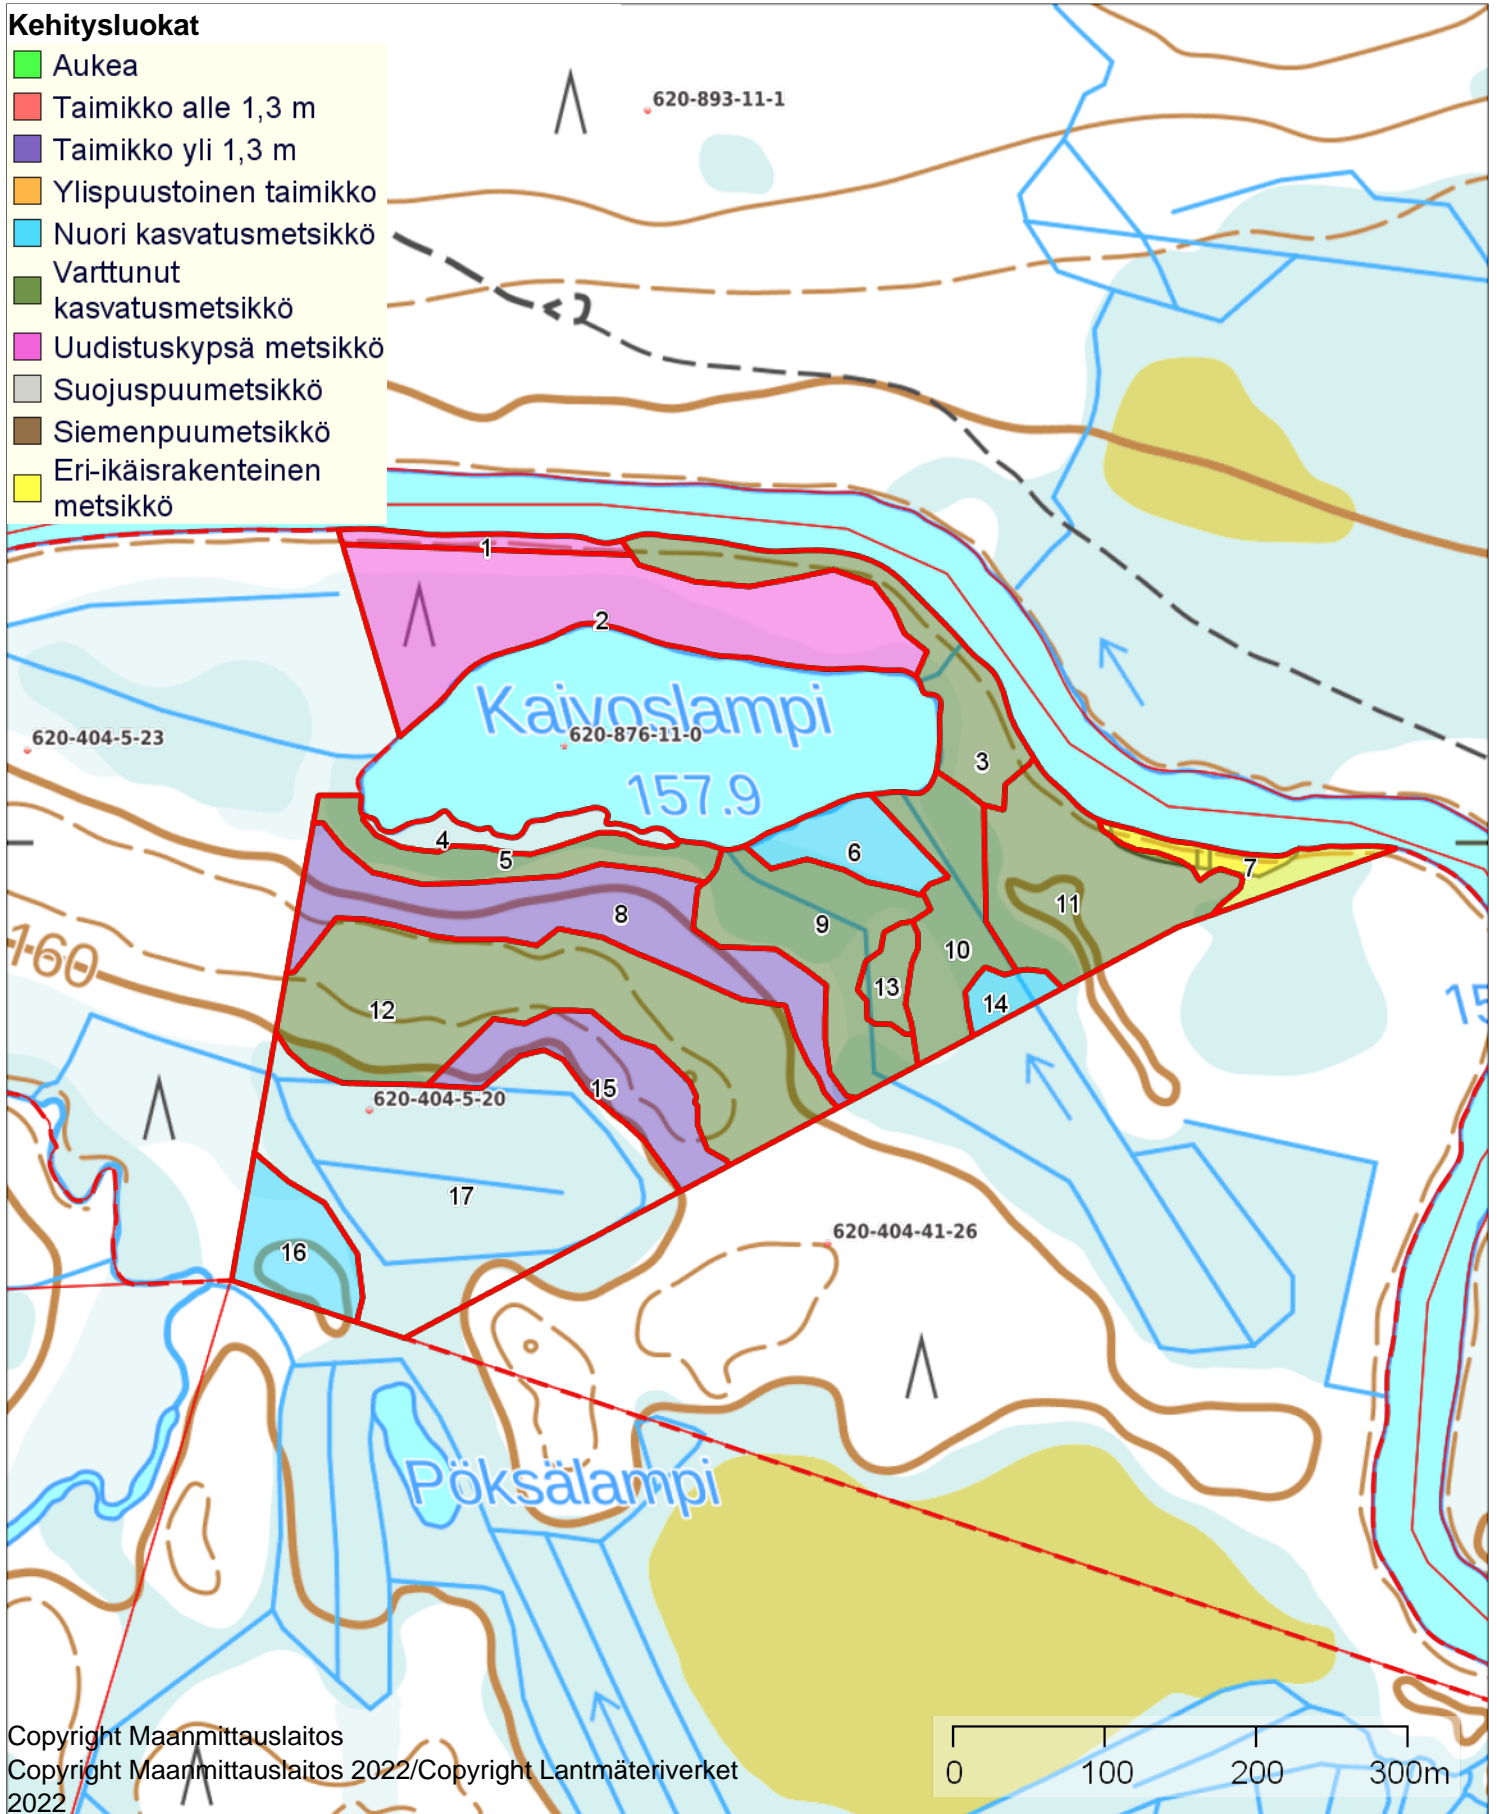 Kehitysluokat
Aukea
Taimikko alle 1,3 m
Taimikko yli 1,3 m
Ylispuustoinen taimikko
Nuori kasvatusmetsikkö
Varttunut
kasvatusmetsikkö
Uudistuskypsä metsikkö
Suojuspuumetsikkö
Siemenpuumetsikkö
Eri-ikäisrakenteinen
metsikkö
620-893-11-1
1
2
Kaivoslampi
620-876-11-0
620-404-5-23
157.9
3
4
5
6
7
8
9
10
11
160
12
13
14
15
15
620-404-5-20
17
16
620-404-41-26
Pöksälampi
Copyright Maanmittauslaitos
Copyright Maanmittauslaitos 2022/Copyright Lantmäteriverket
2022
0 100 200 300m